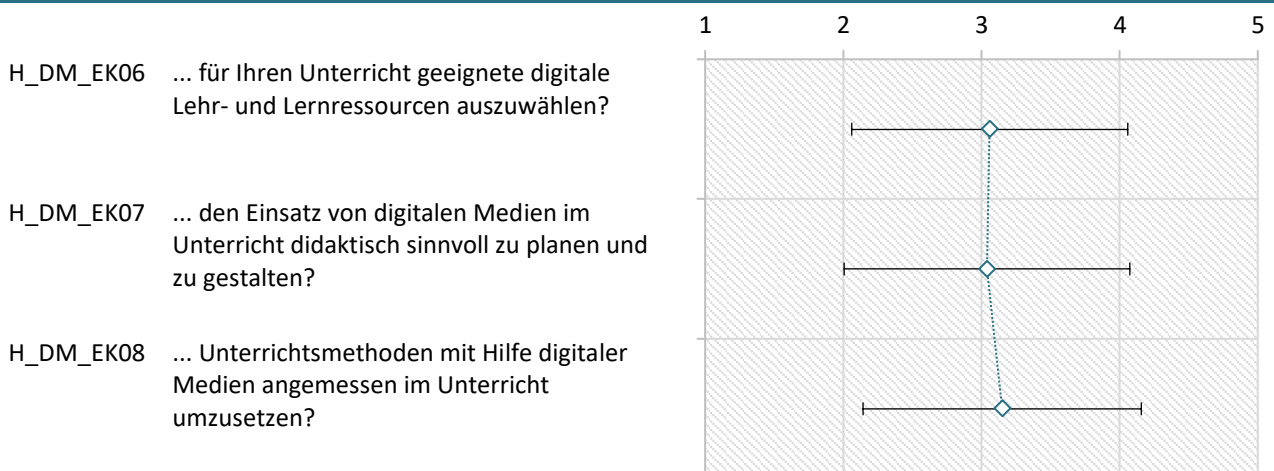 1 2 3 4 5
H_DM_EK06 ... für Ihren Unterricht geeignete digitale
Lehr- und Lernressourcen auszuwählen?
H_DM_EK07 ... den Einsatz von digitalen Medien im
Unterricht didaktisch sinnvoll zu planen und
zu gestalten?
H_DM_EK08 ... Unterrichtsmethoden mit Hilfe digitaler
Medien angemessen im Unterricht
umzusetzen?